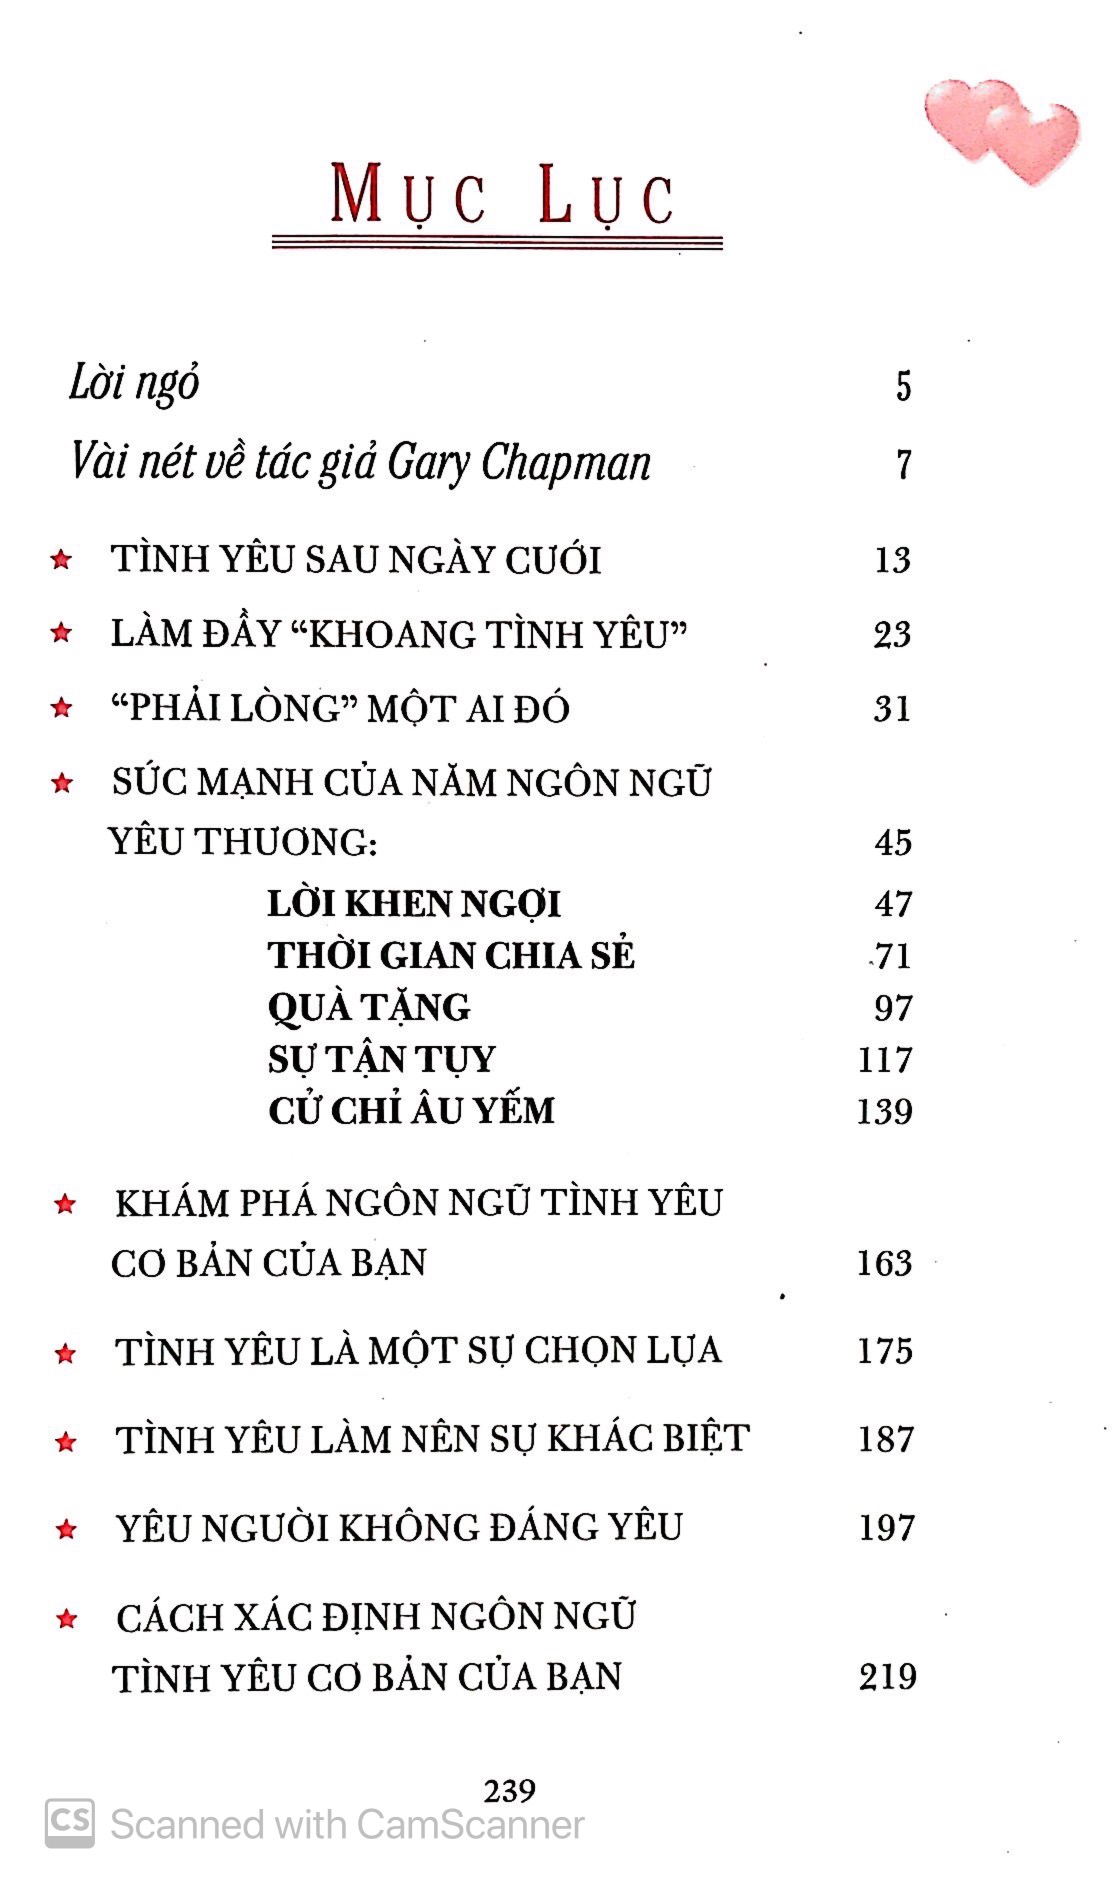 MỤC LỤC
Lời ngỏ 5
Vài nét về tác giả Gary Chapman 7
★ TÌNH YÊU SAU NGÀY CƯỚI 13
★ LÀM ĐẦY “KHOANG TÌNH YÊU” 23
★ “PHẢI LÒNG” MỘT AI ĐÓ 31
★ SỨC MẠNH CỦA NĂM NGÔN NGỮ
YÊU THƯƠNG: 45
LỜI KHEN NGỢI 47
THỜI GIAN CHIA SẺ 71
QUÀ TẶNG 97
SỰ TẬN TỤY 117
CỬ CHỈ ÂU YẾM 139
★ KHÁM PHÁ NGÔN NGỮ TÌNH YÊU
CƠ BẢN CỦA BẠN 163
★ TÌNH YÊU LÀ MỘT SỰ CHỌN LỰA 175
★ TÌNH YÊU LÀM NÊN SỰ KHÁC BIỆT 187
★ YÊU NGƯỜI KHÔNG ĐÁNG YÊU 197
★ CÁCH XÁC ĐỊNH NGÔN NGỮ
TÌNH YÊU CƠ BẢN CỦA BẠN 219
239
CS Scanned with CamScanner